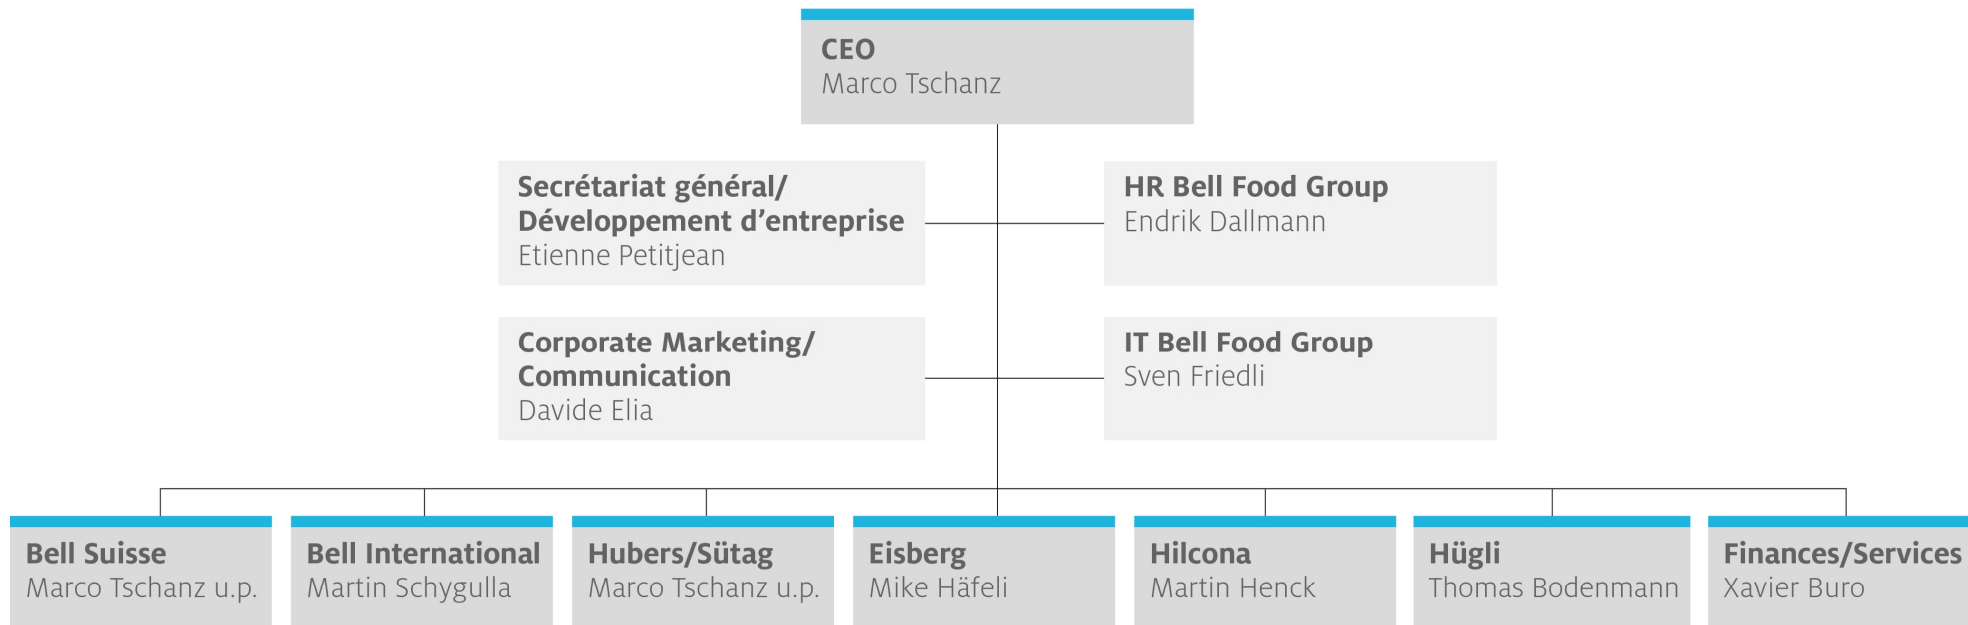 CEO
Marco Tschanz
Secrétariat général/
Développement d’entreprise
Etienne Petitjean
HR Bell Food Group
Endrik Dallmann
Corporate Marketing/
Communication
Davide Elia
IT Bell Food Group
Sven Friedli
Bell Suisse
Marco Tschanz u.p.
Bell International
Martin Schygulla
Hubers/Sütag
Marco Tschanz u.p.
Eisberg
Mike Häfeli
Hilcona
Martin Henck
Hügli
Thomas Bodenmann
Finances/Services
Xavier Buro